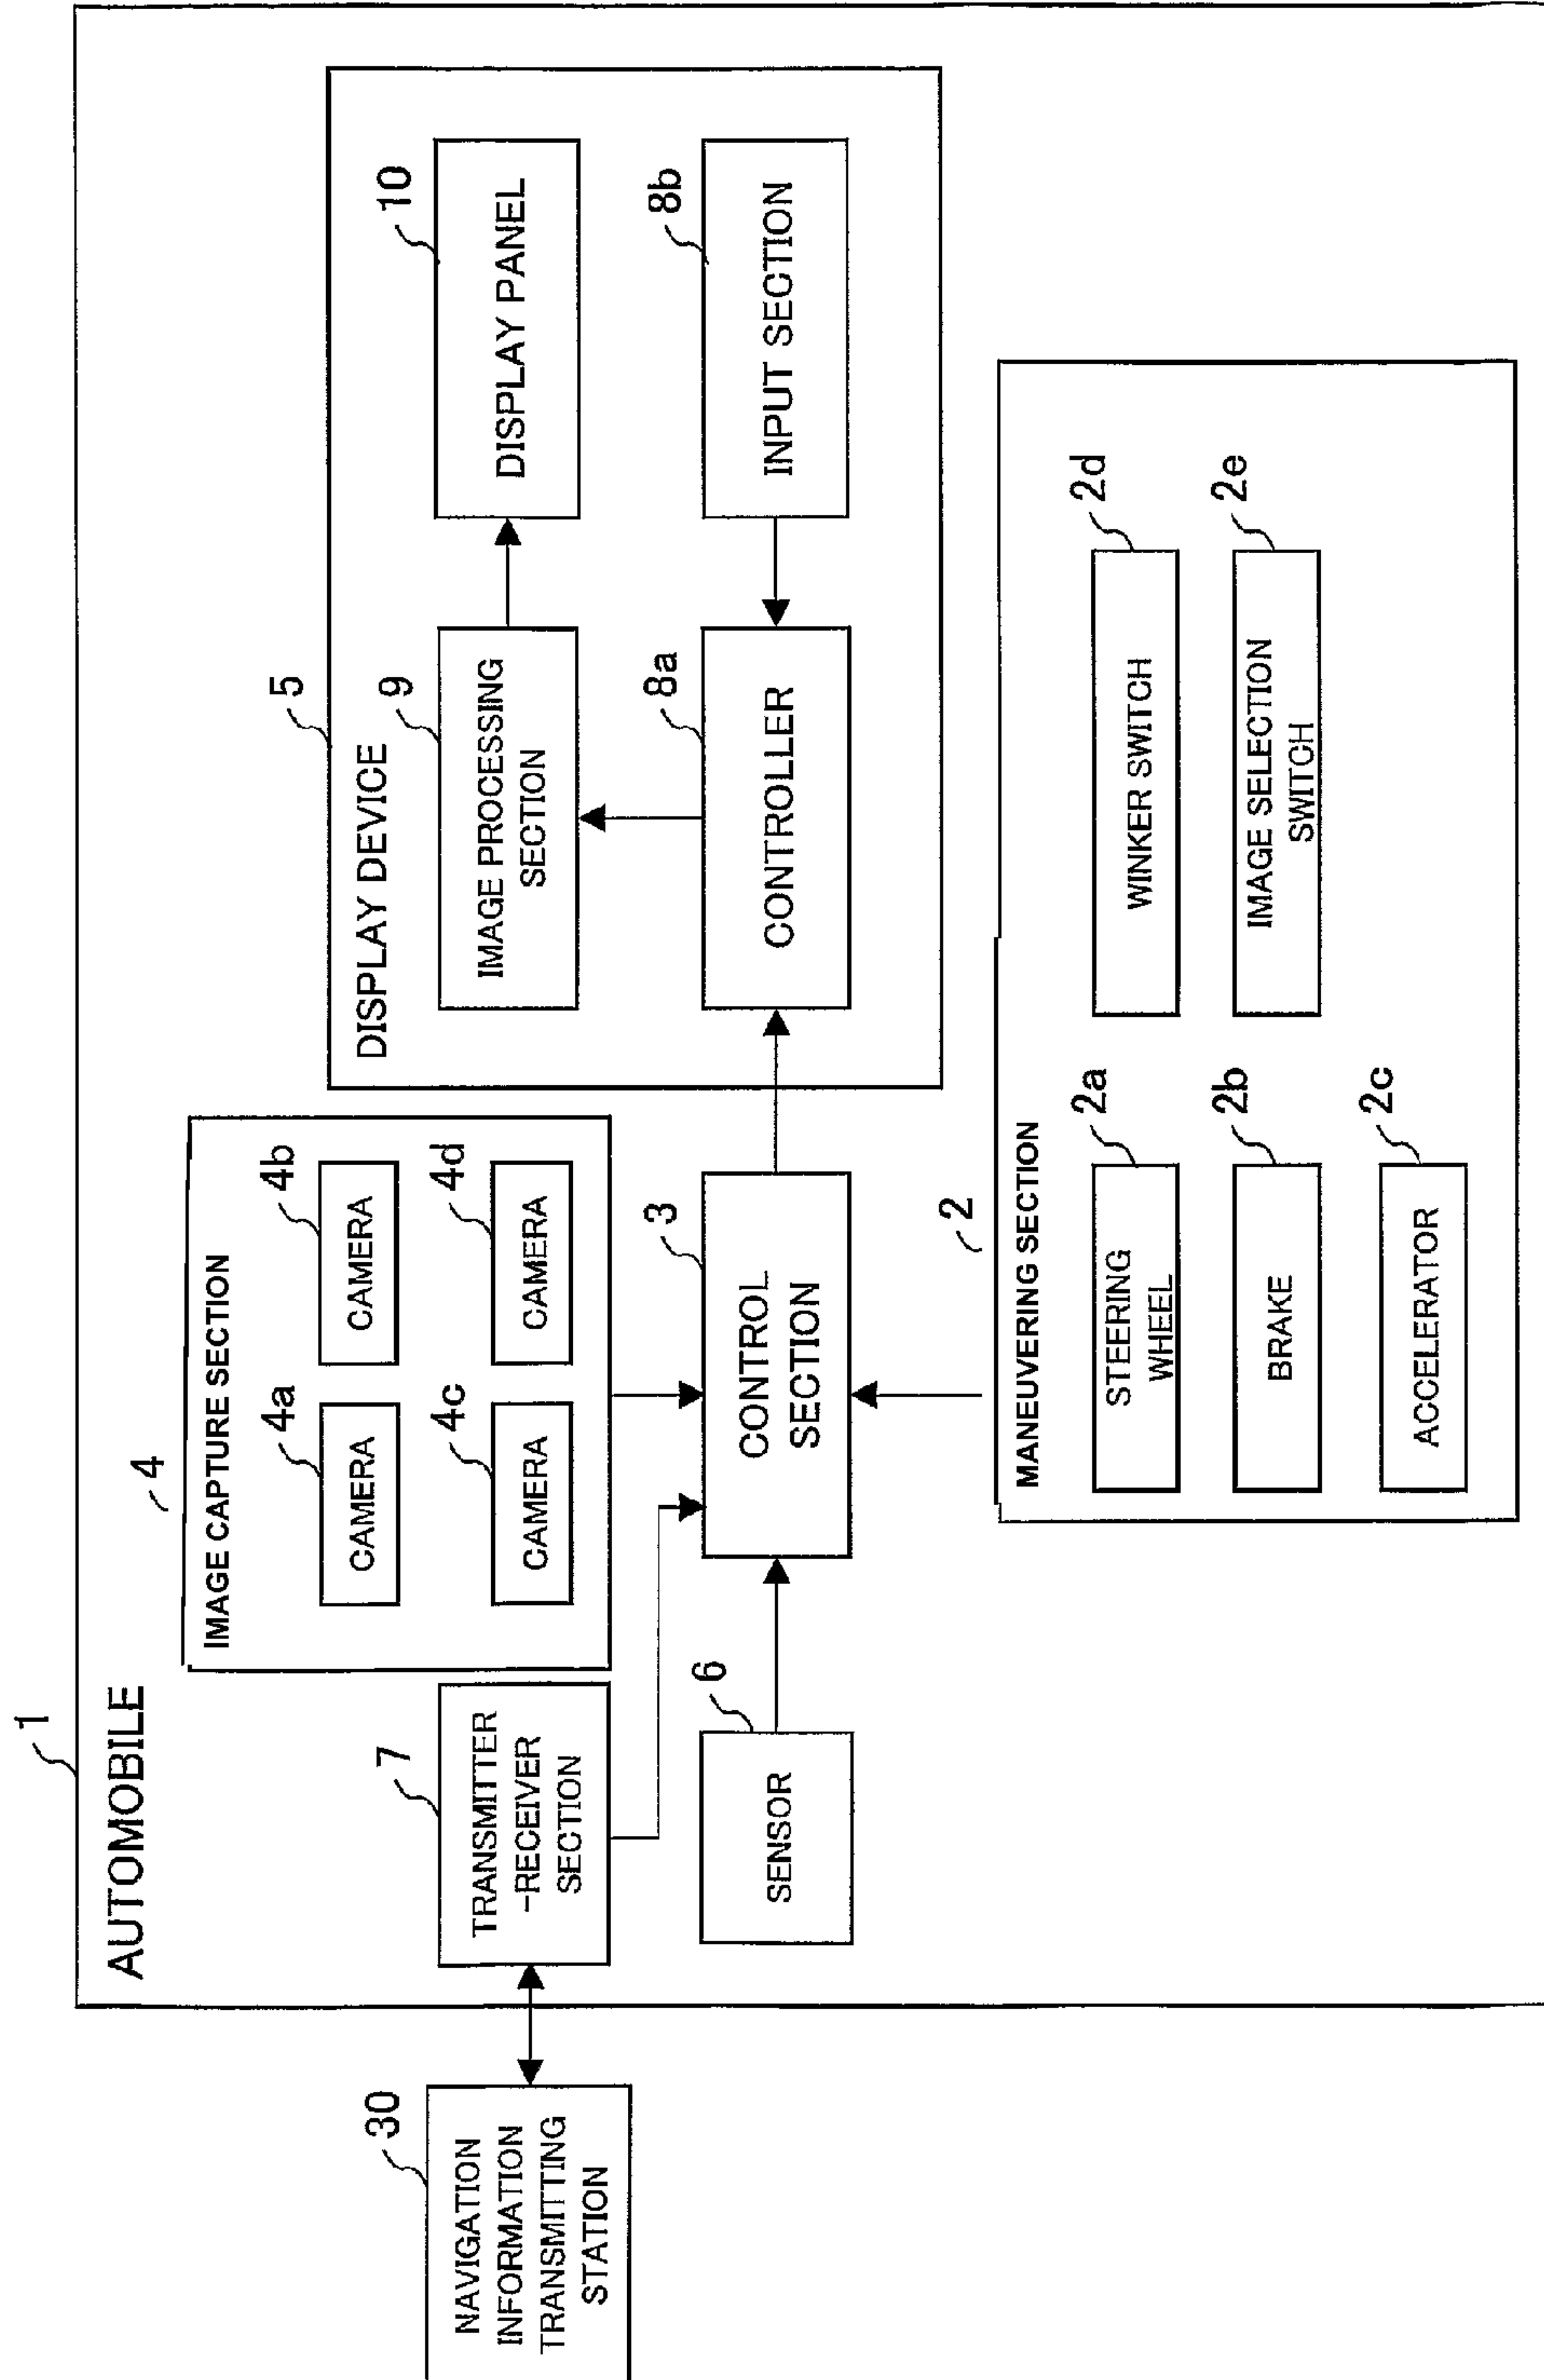 1
AUTOMOBILE
30
NAVIGATION
INFORMATION
TRANSMITTING
STATION
7
TRANSMITTER
-RECEIVER
SECTION
6
SENSOR
4
IMAGE CAPTURE SECTION
4a
CAMERA
4b
CAMERA
4c
CAMERA
4d
CAMERA
3
CONTROL
SECTION
5
DISPLAY DEVICE
9
IMAGE PROCESSING
SECTION
10
DISPLAY PANEL
8a
CONTROLLER
8b
INPUT SECTION
2
MANEUVERING SECTION
2a
STEERING
WHEEL
2b
BRAKE
2c
ACCELERATOR
2d
WINKER SWITCH
2e
IMAGE SELECTION
SWITCH